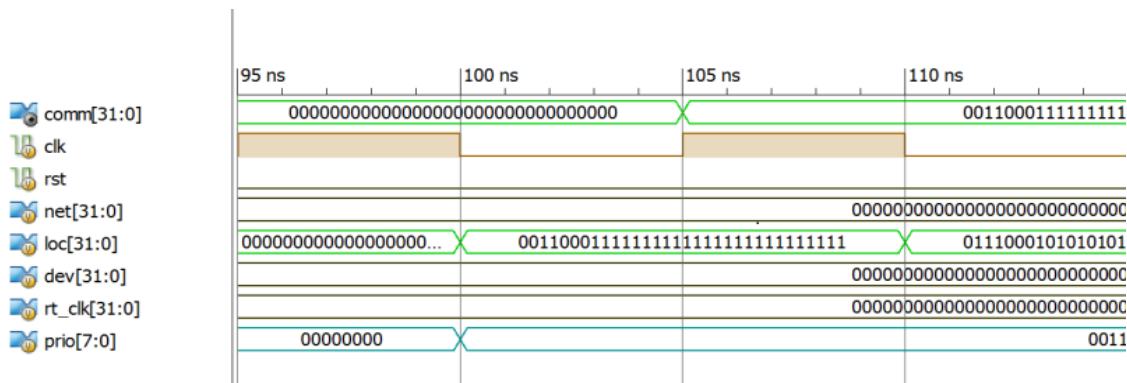 95 ns 100 ns 105 ns 110 ns
comm[31:0] 00000000000000000000000000000000 0011000111111111
clk
rst
net[31:0] 000000000000000000000000000
loc[31:0] 000000000000000000... 00110001111111111111111111111111 0111000101010101
dev[31:0] 000000000000000000000000000
rt_clk[31:0] 000000000000000000000000000
prio[7:0] 00000000 0011